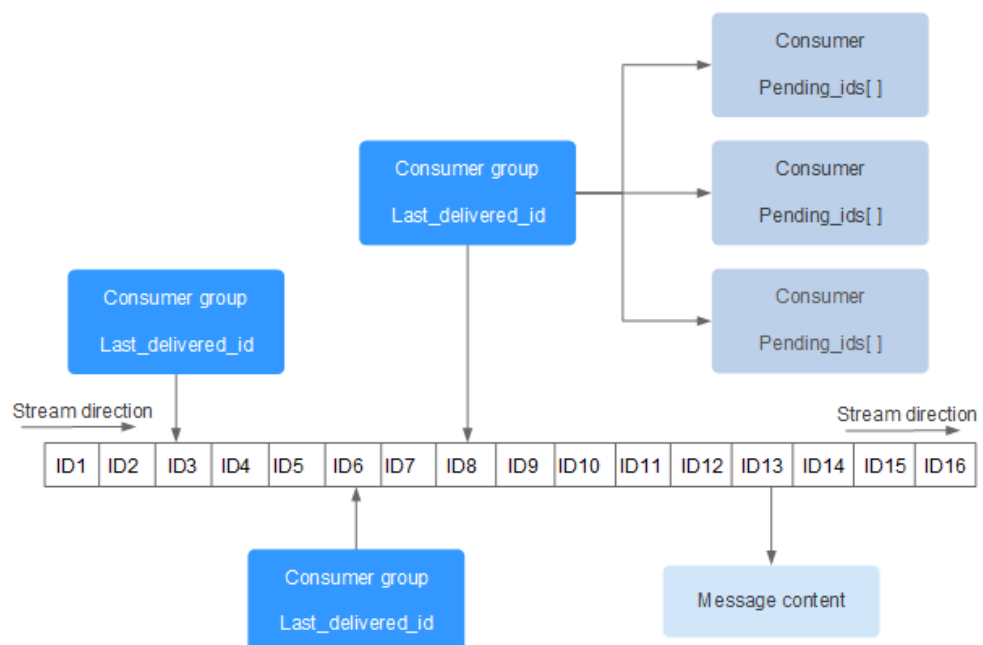 Consumer
Pending_ids[ ]
Consumer group
Last_delivered_id
Consumer
Pending_ids[ ]
Consumer group
Last_delivered_id
Consumer
Pending_ids[ ]
Stream direction
Stream direction
ID1 ID2 ID3 ID4 ID5 ID6 ID7 ID8 ID9 ID10 ID11 ID12 ID13 ID14 ID15 ID16
Consumer group
Last_delivered_id
Message content